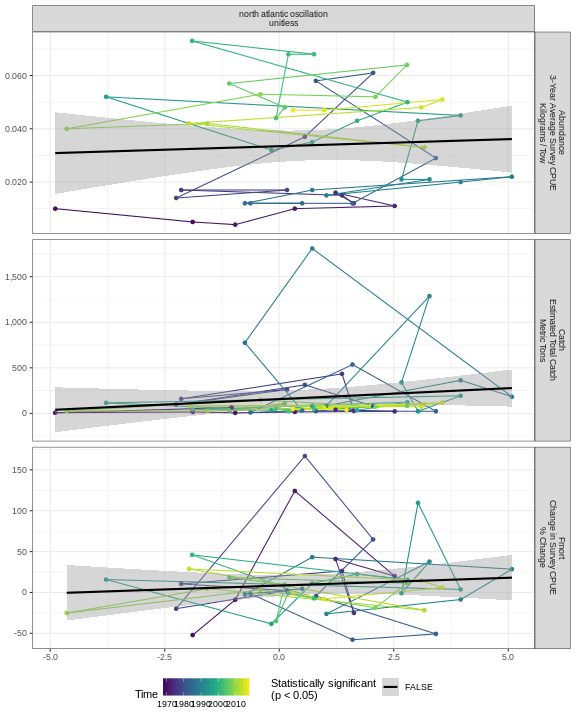 north atlantic oscillation
unitless
0.060
0.040
0.020
Abundance
3-Year Average Survey CPUE
Kilograms / Tow
1,500
1,000
500
0
Catch
Estimated Total Catch
Metric Tons
150
100
50
0
-50
Fmort
Change in Survey CPUE
% Change
-5.0 -2.5 0.0 2.5 5.0
Time
1970 1980 1990 2000 2010
Statistically significant
(p < 0.05)
FALSE